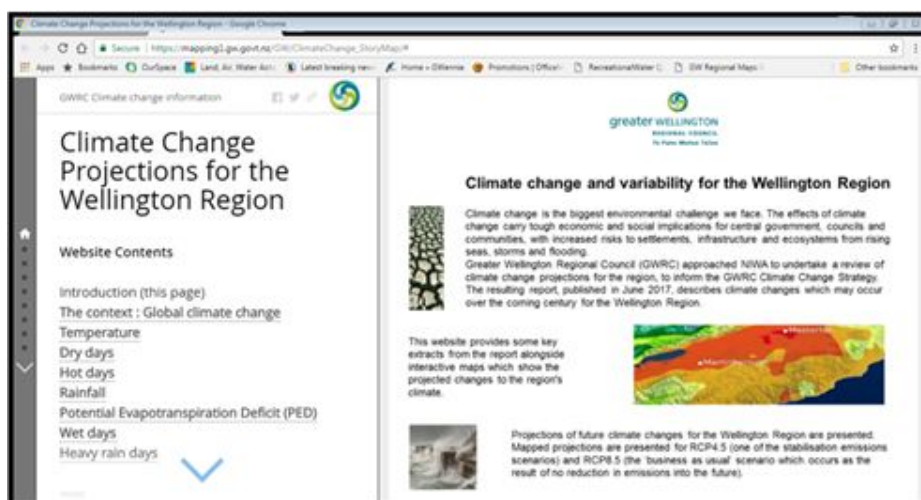 Climate Change Projections for the Wellington Region - Google Chrome
Secure | https://mapping1.gw.govt.nz/GW/ClimateChange_StoryMap/#
Apps Bookmarks OurSpace Land, Air, Water Latest breaking new Home - Promotions | Offici RecreationalWater GW Regional Maps Other bookmarks
GWRC Climate change information
Climate Change
Projections for the
Wellington Region
Website Contents
Introduction (this page)
The context : Global climate change
Temperature
Dry days
Hot days
Rainfall
Potential Evapotranspiration Deficit (PED)
Wet days
Heavy rain days
greater WELLINGTON
REGIONAL COUNCIL
Te Pane Matua Taiao
Climate change and variability for the Wellington Region
Climate change is the biggest environmental challenge we face. The effects of climate
change carry tough economic and social implications for central government, councils and
communities, with increased risks to settlements, infrastructure and ecosystems from rising
seas, storms and flooding.
Greater Wellington Regional Council (GWRC) approached NIWA to undertake a review of
climate change projections for the region, to inform the GWRC Climate Change Strategy.
The resulting report, published in June 2017, describes climate changes which may occur
over the coming century for the Wellington Region.
This website provides some key
extracts from the report alongside
interactive maps which show the
projected changes to the region's
climate.
Masterton
Martinborough
Projections of future climate changes for the Wellington Region are presented.
Mapped projections are presented for RCP4.5 (one of the stabilisation emissions
scenarios) and RCP8.5 (the 'business as usual' scenario which occurs as the
result of no reduction in emissions into the future).